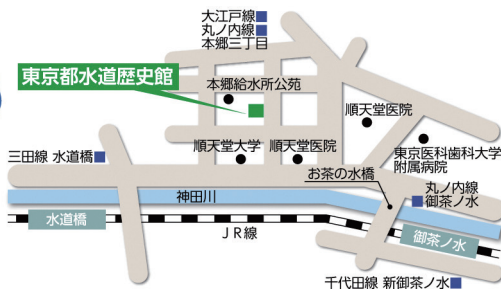 大江戸線
丸ノ内線
本郷三丁目
東京都水道歴史館
本郷給水所公苑
順天堂医院
順天堂大学
順天堂医院
東京医科歯科大学
附属病院
三田線 水道橋
お茶の水橋
丸ノ内線
御茶ノ水
神田川
水道橋
JR線
御茶ノ水
千代田線 新御茶ノ水